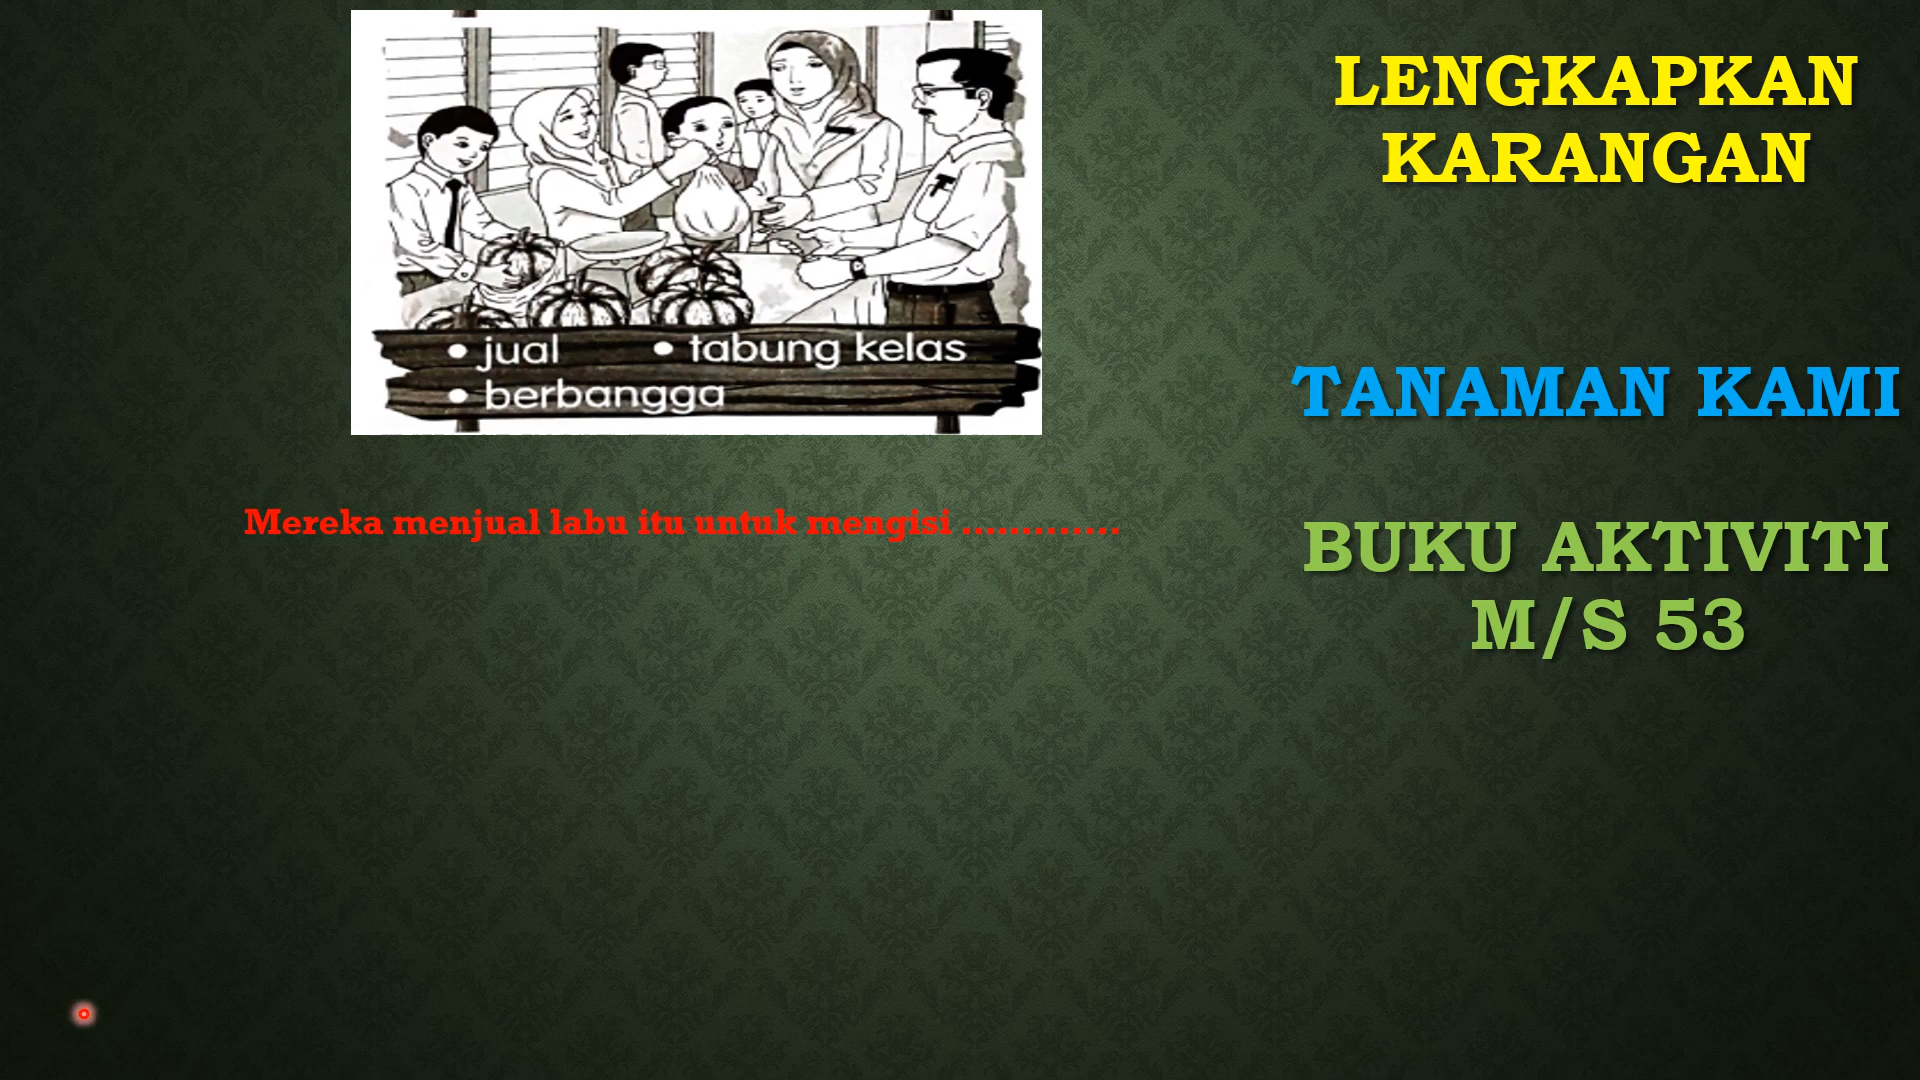 • jual • tabung kelas
• berbangga
Mereka menjual labu itu untuk mengisi .............
LENGKAPKAN
KARANGAN
TANAMAN KAMI
BUKU AKTIVITI
M/S 53